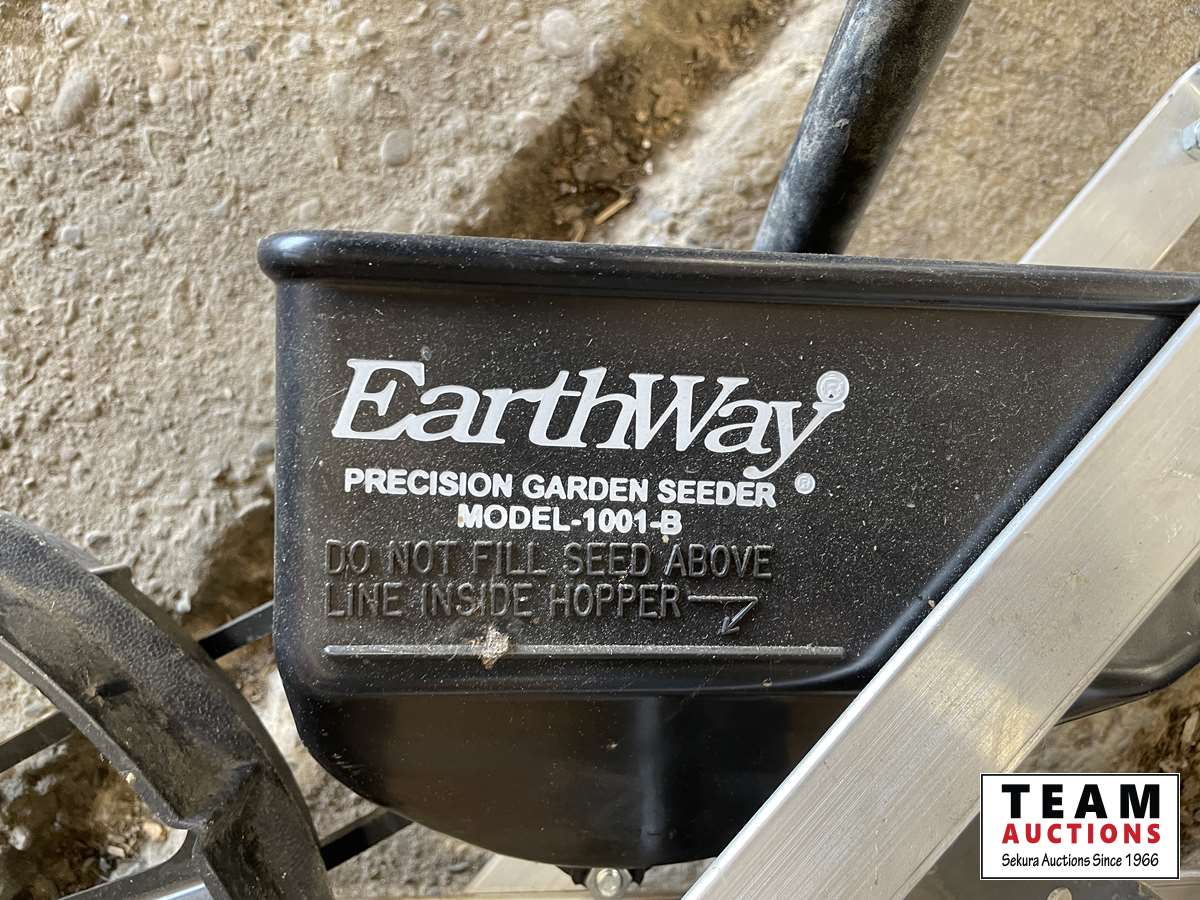 EarthWay®
PRECISION GARDEN SEEDER ®
MODEL-1001-B
DO NOT FILL SEED ABOVE
LINE INSIDE HOPPER
TEAM
AUCTIONS
Sekura Auctions Since 1966